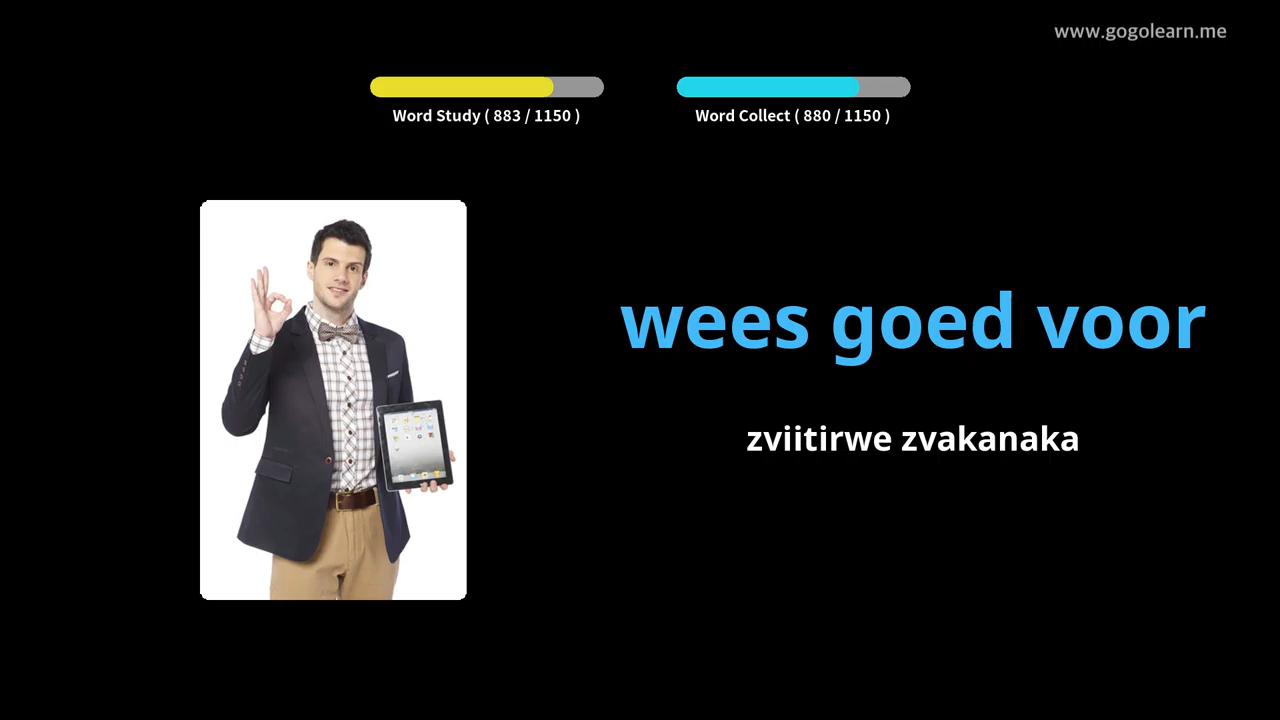 www.gogolearn.me
Word Study ( 883 / 1150 )
Word Collect ( 880 / 1150 )
wees goed voor
zviitirwe zvakanaka